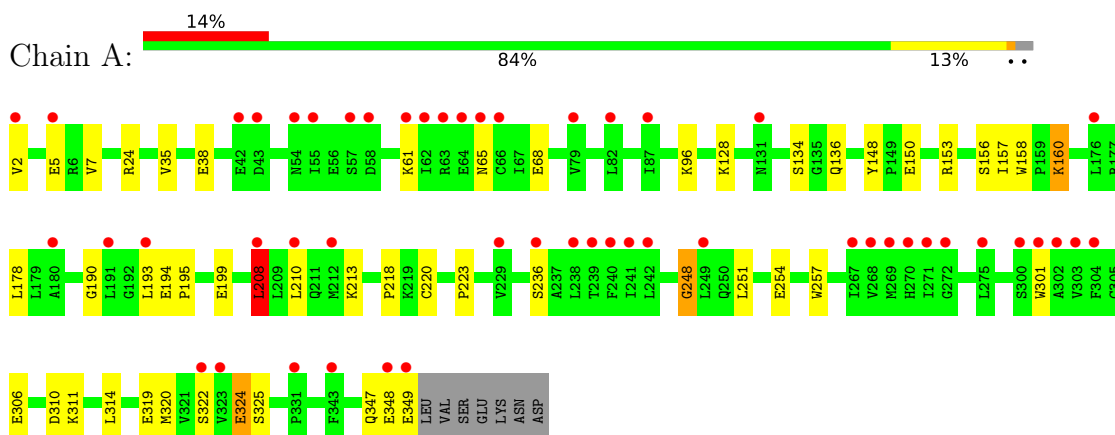 14%
Chain A:
84% 13% • •
V2 E5 R6 V7 R24 V35 E38 E42 D43 N54 I55 E56 S57 D58 K61 I62 R63 E64 N65 C66 I67 E68 V79 L82 I87 K96 K128 N131 S134 G135 Q136 Y148 P149 E150 R153 S156 I157 W158 P159 K160 L176
L178 L179 A180 G190 L191 G192 L193 E194 P195 E199 L208 L209 L210 Q211 M212 K213 P218 K219 C220 P223 V229 S236 A237 L238 T239 F240 I241 L242 G248 L249 Q250 L251 E254 W257 I267 V268 M269 H270 I271 G272 L275 S300 W301 A302 V303 F304
E306 D310 K311 L314 E319 M320 V321 S322 V323 E324 S325 P331 F343 Q347 E348 E349 LEU VAL SER GLU LYS ASN ASP